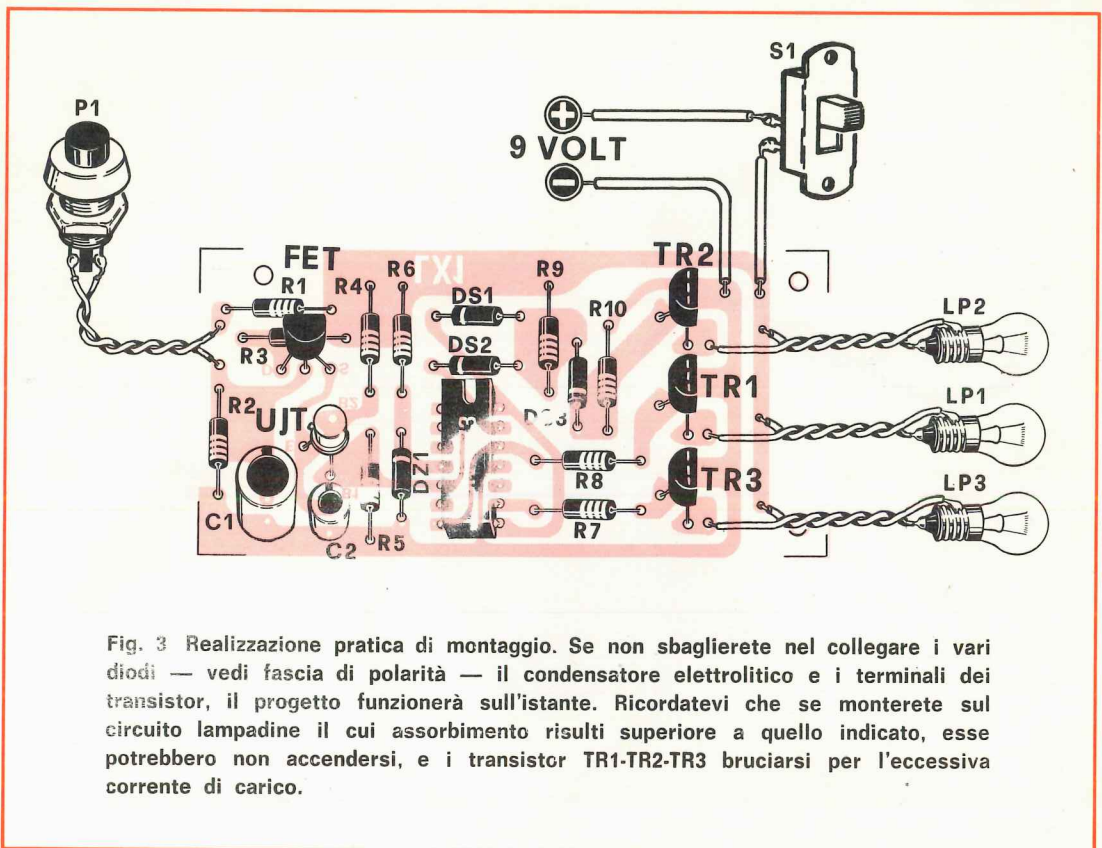 S1
P1
9 VOLT
FET
TR2
LX1
R6
R9
R1
R4
DS1
R10
LP2
DS2
R3
TR1
LP1
R2
UJT
DS3
B2
E
DZ1
R8
TR3
LP3
B1
C1
R7
C2
R5
Fig. 3 Realizzazione pratica di montaggio. Se non sbaglierete nel collegare i vari
diodi — vedi fascia di polarità — il condensatore elettrolitico e i terminali dei
transistor, il progetto funzionerà sull'istante. Ricordatevi che se monterete sul
circuito lampadine il cui assorbimento risulti superiore a quello indicato, esse
potrebbero non accendersi, e i transistor TR1-TR2-TR3 bruciarsi per l'eccessiva
corrente di carico.